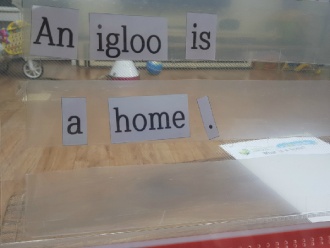 An igloo is
a home.